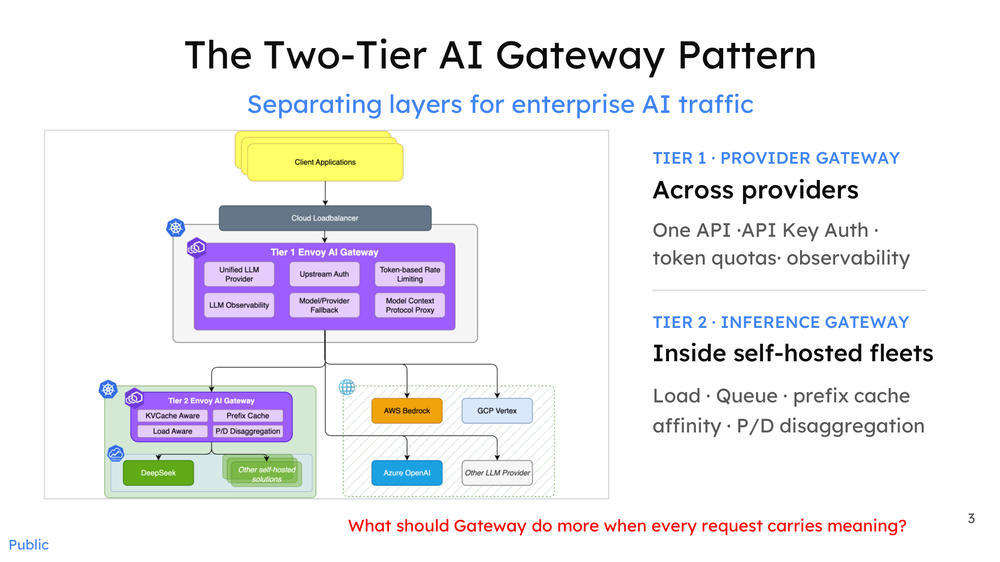 The Two-Tier AI Gateway Pattern
Separating layers for enterprise AI traffic
Client Applications
Cloud Loadbalancer
Tier 1 Envoy AI Gateway
Unified LLM
Provider
Upstream Auth
Token-based Rate
Limiting
LLM Observability
Model/Provider
Fallback
Model Context
Protocol Proxy
Tier 2 Envoy AI Gateway
KVCache Aware
Prefix Cache
Load Aware
P/D Disaggregation
DeepSeek
Other self-hosted
solutions
AWS Bedrock
GCP Vertex
Azure OpenAI
Other LLM Provider
TIER 1 · PROVIDER GATEWAY
Across providers
One API ·API Key Auth ·
token quotas· observability
TIER 2 · INFERENCE GATEWAY
Inside self-hosted fleets
Load · Queue · prefix cache
affinity · P/D disaggregation
What should Gateway do more when every request carries meaning?
3
Public